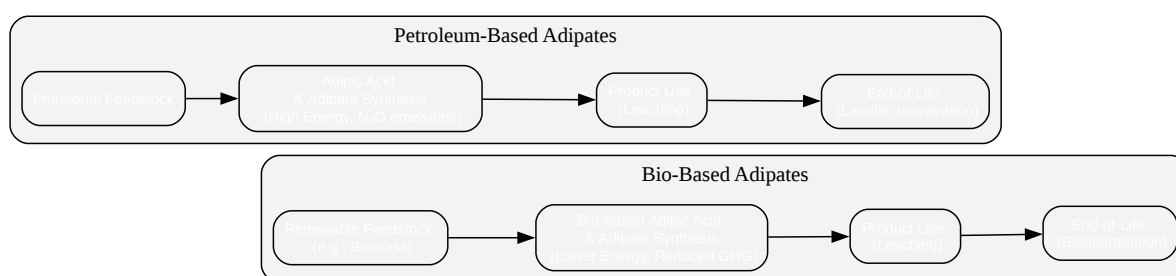 Petroleum-Based Adipates
Petroleum Feedstock
Adipic Acid
& Adipate Synthesis
(High Energy, N₂O emissions)
Product Use
(Leaching)
End-of-Life
(Landfill, Incineration)
Bio-Based Adipates
Renewable Feedstock
(e.g., Biomass)
Bio-based Adipic Acid
& Adipate Synthesis
(Lower Energy, Reduced GHG)
Product Use
(Leaching)
End-of-Life
(Biodegradation)